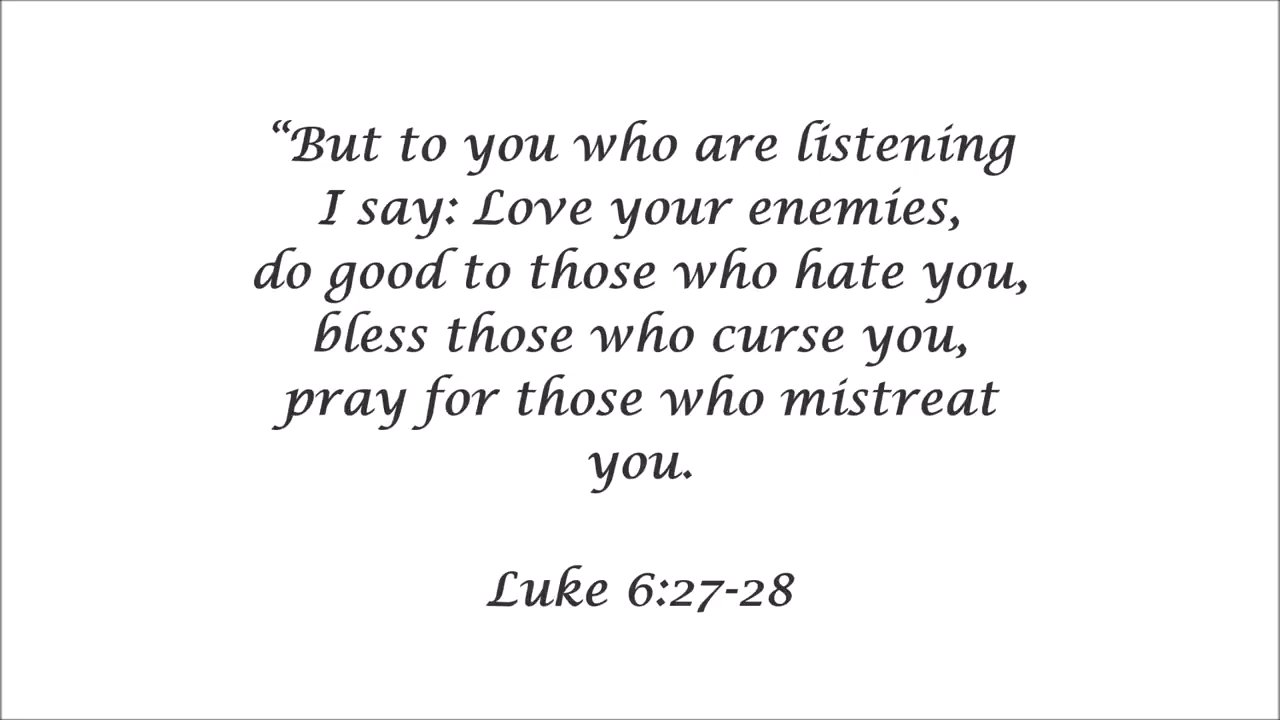 “But to you who are listening
I say: Love your enemies,
do good to those who hate you,
bless those who curse you,
pray for those who mistreat
you.
Luke 6:27-28